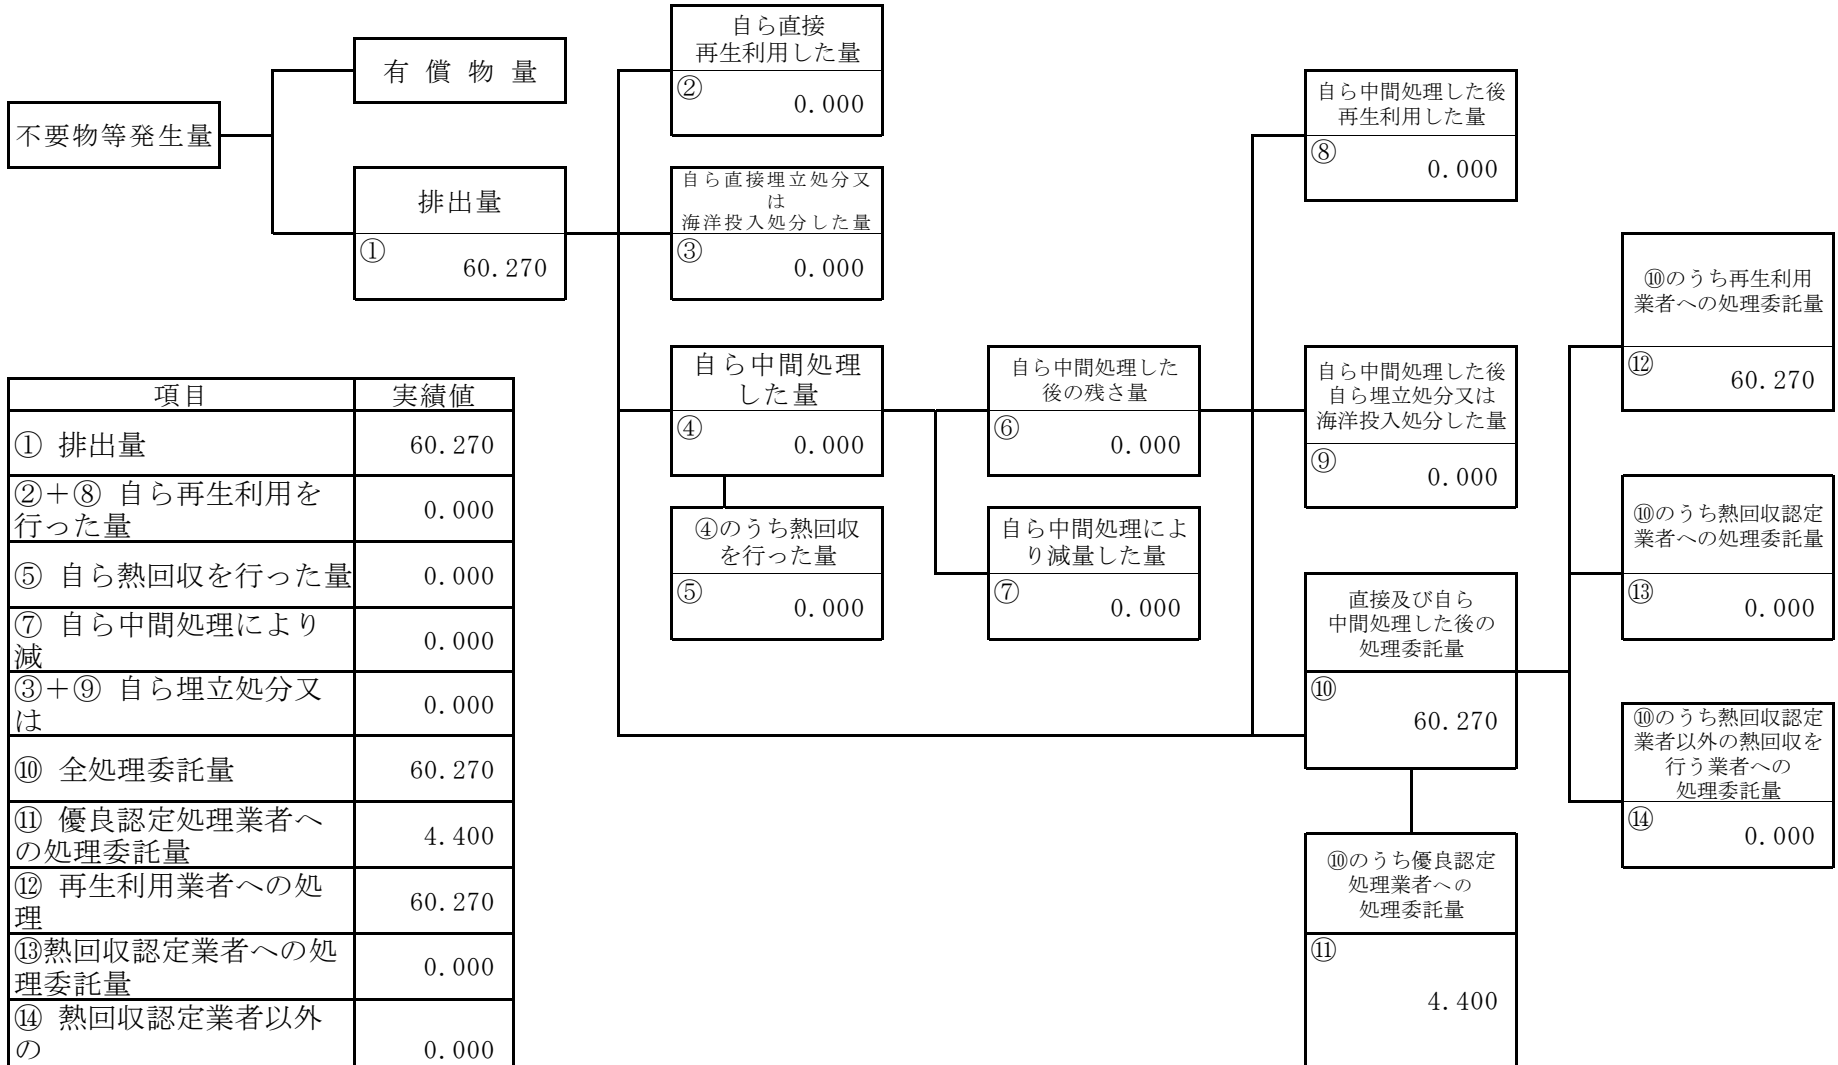 不要物等発生量
有償物量
排出量
①
60.270
自ら直接
再生利用した量
②
0.000
自ら直接埋立処分又
は
海洋投入処分した量
③
0.000
自ら中間処理
した量
④
0.000
④のうち熱回収
を行った量
⑤
0.000
自ら中間処理した
後の残さ量
⑥
0.000
自ら中間処理によ
り減量した量
⑦
0.000
自ら中間処理した後
再生利用した量
⑧
0.000
自ら中間処理した後
自ら埋立処分又は
海洋投入処分した量
⑨
0.000
直接及び自ら
中間処理した後の
処理委託量
⑩
60.270
⑩のうち優良認定
処理業者への
処理委託量
⑪
4.400
⑩のうち再生利用
業者への処理委託量
⑫
60.270
⑩のうち熱回収認定
業者への処理委託量
⑬
0.000
⑩のうち熱回収認定
業者以外の熱回収を
行う業者への
処理委託量
⑭
0.000
項目 実績値
① 排出量 60.270
②＋⑧ 自ら再生利用を
行った量 0.000
⑤ 自ら熱回収を行った量 0.000
⑦ 自ら中間処理により
減 0.000
③＋⑨ 自ら埋立処分又
は 0.000
⑩ 全処理委託量 60.270
⑪ 優良認定処理業者へ
の処理委託量 4.400
⑫ 再生利用業者への処
理 60.270
⑬熱回収認定業者への処
理委託量 0.000
⑭ 熱回収認定業者以外
の 0.000